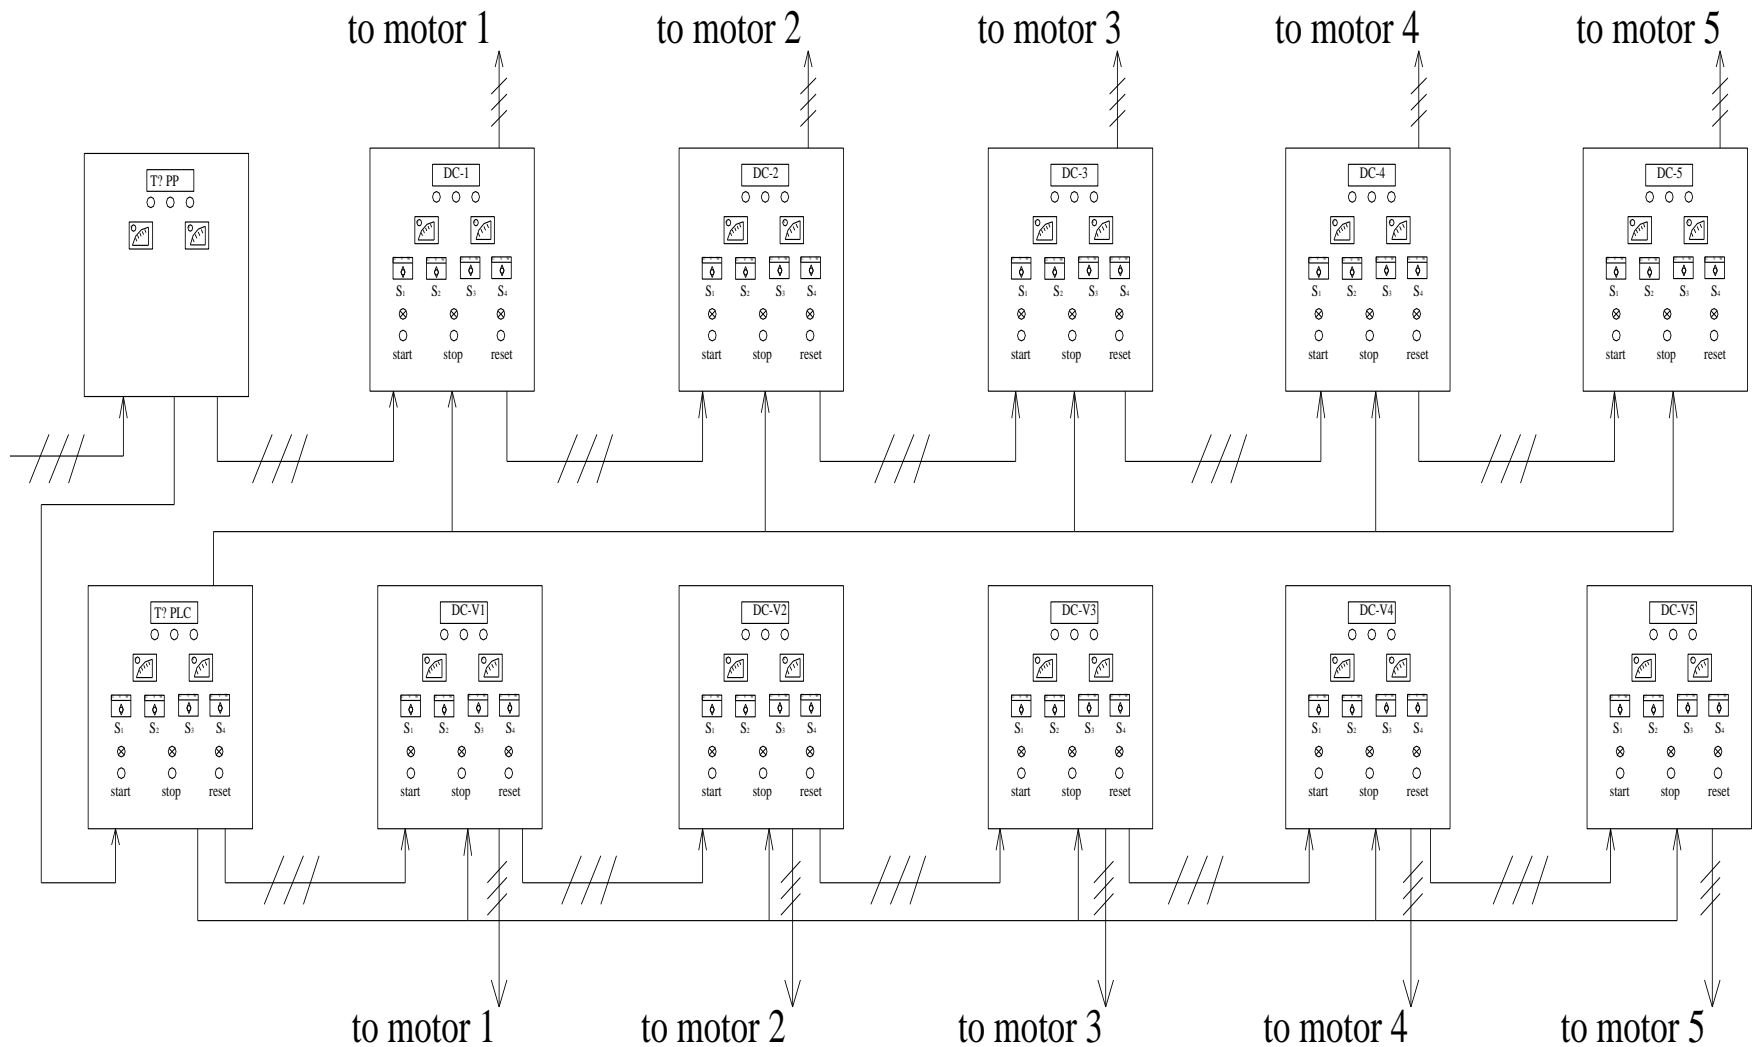 to motor 1 to motor 2 to motor 3 to motor 4 to motor 5
T? PP DC-1 DC-2 DC-3 DC-4 DC-5
S1 S2 S3 S4 S1 S2 S3 S4 S1 S2 S3 S4 S1 S2 S3 S4 S1 S2 S3 S4
start stop reset start stop reset start stop reset start stop reset start stop reset
T? PLC DC-V1 DC-V2 DC-V3 DC-V4 DC-V5
S1 S2 S3 S4 S1 S2 S3 S4 S1 S2 S3 S4 S1 S2 S3 S4 S1 S2 S3 S4 S1 S2 S3 S4
start stop reset start stop reset start stop reset start stop reset start stop reset start stop reset
to motor 1 to motor 2 to motor 3 to motor 4 to motor 5